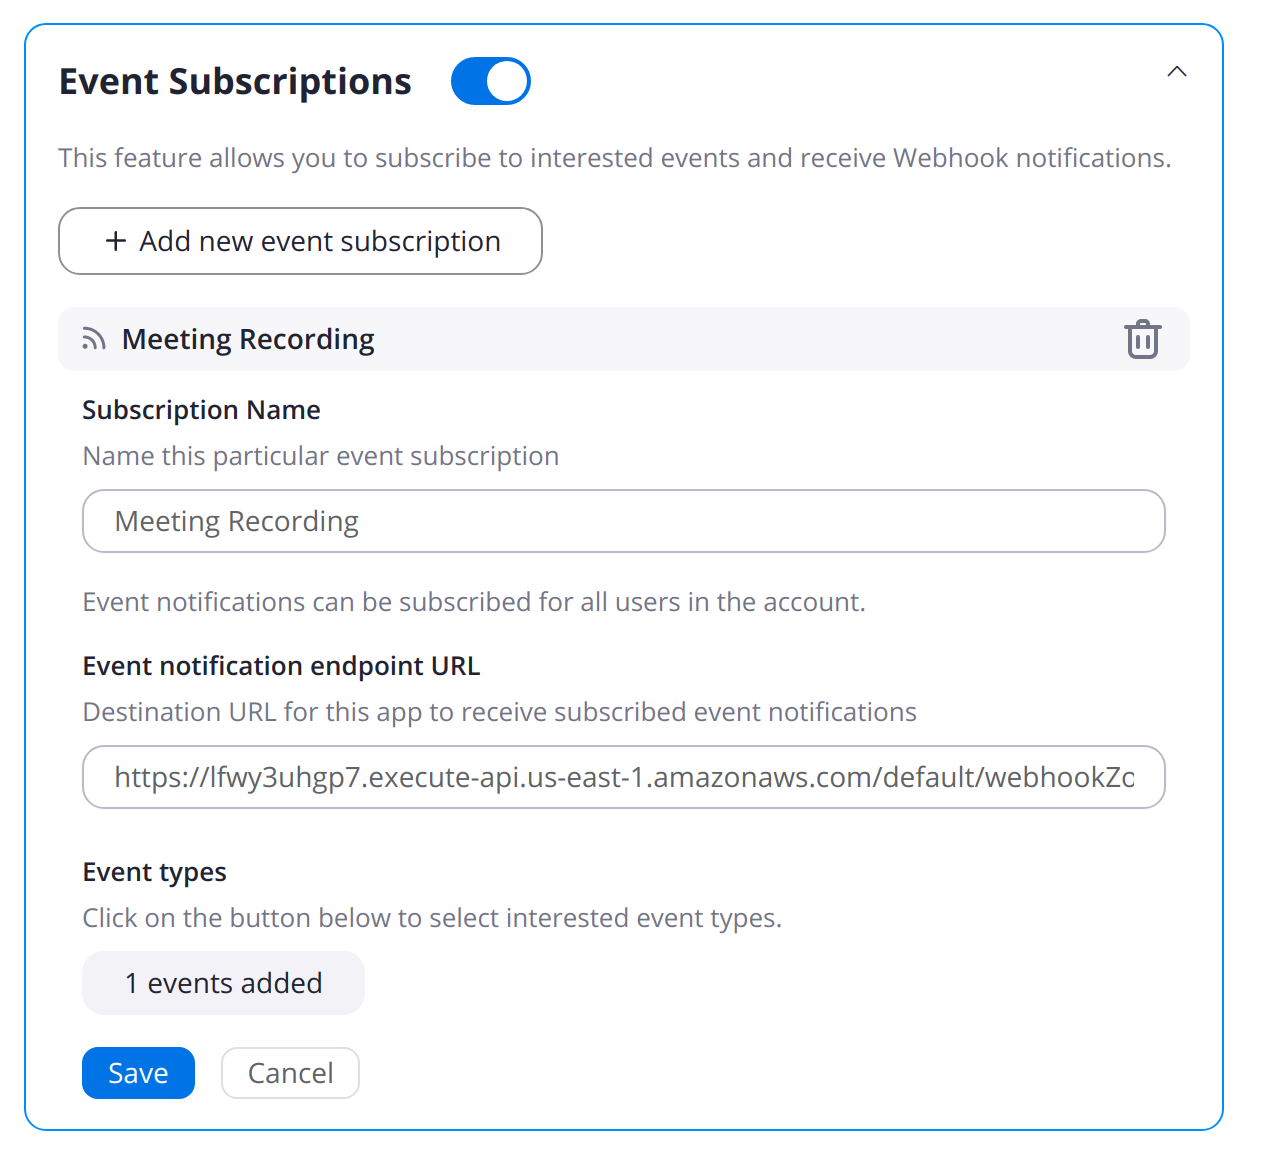 Event Subscriptions
This feature allows you to subscribe to interested events and receive Webhook notifications.
+ Add new event subscription
Meeting Recording
Subscription Name
Name this particular event subscription
Meeting Recording
Event notifications can be subscribed for all users in the account.
Event notification endpoint URL
Destination URL for this app to receive subscribed event notifications
https://lfwy3uhgp7.execute-api.us-east-1.amazonaws.com/default/webhookZo
Event types
Click on the button below to select interested event types.
1 events added
Save Cancel